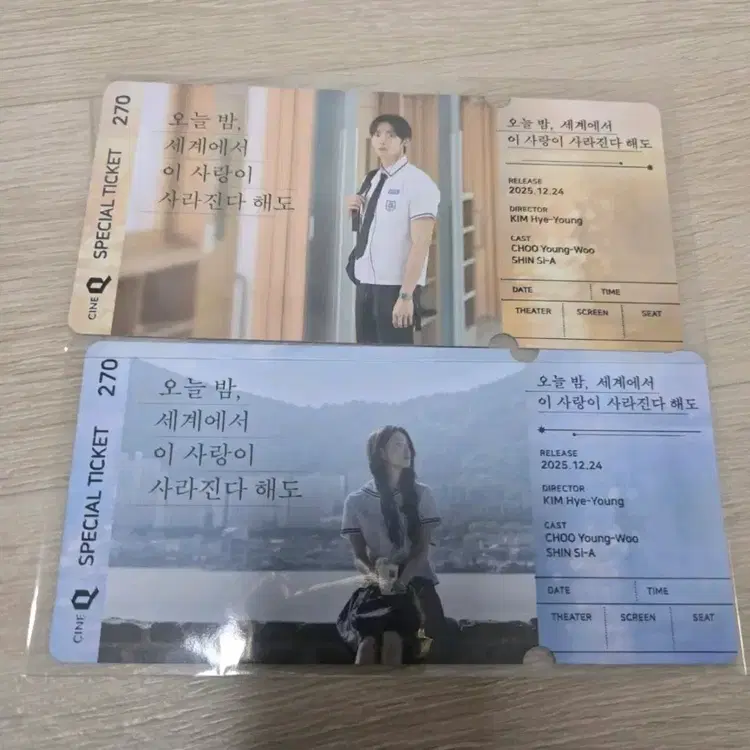 270
SPECIAL TICKET
CINE Q
오늘 밤,
세계에서
이 사랑이
사라진다 해도
오늘 밤, 세계에서
이 사랑이 사라진다 해도
RELEASE
2025.12.24
DIRECTOR
KIM Hye-Young
CAST
CHOO Young-Woo
SHIN Si-A
DATE TIME
THEATER SCREEN SEAT
270
SPECIAL TICKET
CINE Q
오늘 밤,
세계에서
이 사랑이
사라진다 해도
오늘 밤, 세계에서
이 사랑이 사라진다 해도
RELEASE
2025.12.24
DIRECTOR
KIM Hye-Young
CAST
CHOO Young-Woo
SHIN Si-A
DATE TIME
THEATER SCREEN SEAT